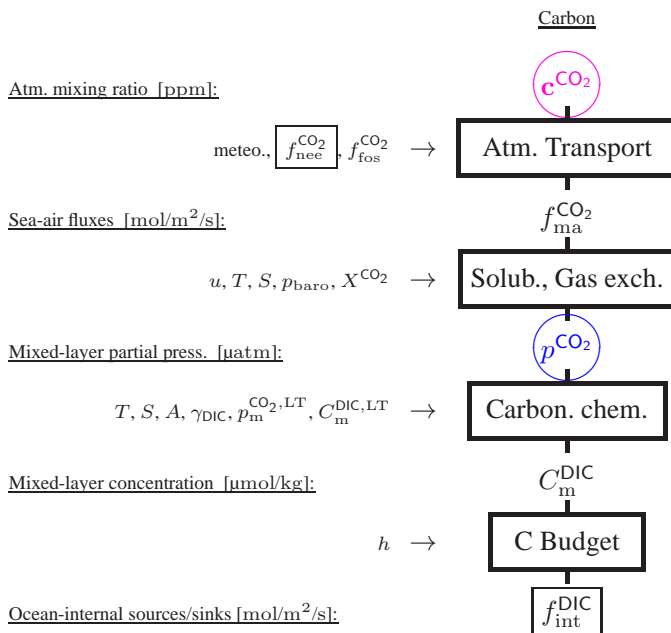 Carbon
Atm. mixing ratio [ppm]:
c^CO₂
meteo., f_nee^CO₂, f_fos^CO₂ → Atm. Transport
Sea-air fluxes [mol/m²/s]:
f_ma^CO₂
u, T, S, p_baro, X^CO₂ → Solub., Gas exch.
Mixed-layer partial press. [µatm]:
p^CO₂
T, S, A, γ_DIC, p_m^CO₂,LT, C_m^DIC,LT → Carbon. chem.
Mixed-layer concentration [µmol/kg]:
C_m^DIC
h → C Budget
Ocean-internal sources/sinks [mol/m²/s]:
f_int^DIC